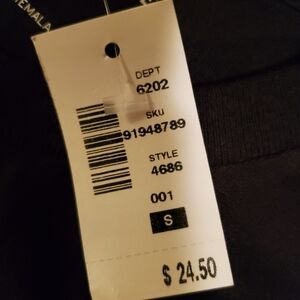 DEPT
6202
SKU
91948789
STYLE
4686
001
S
$ 24.50